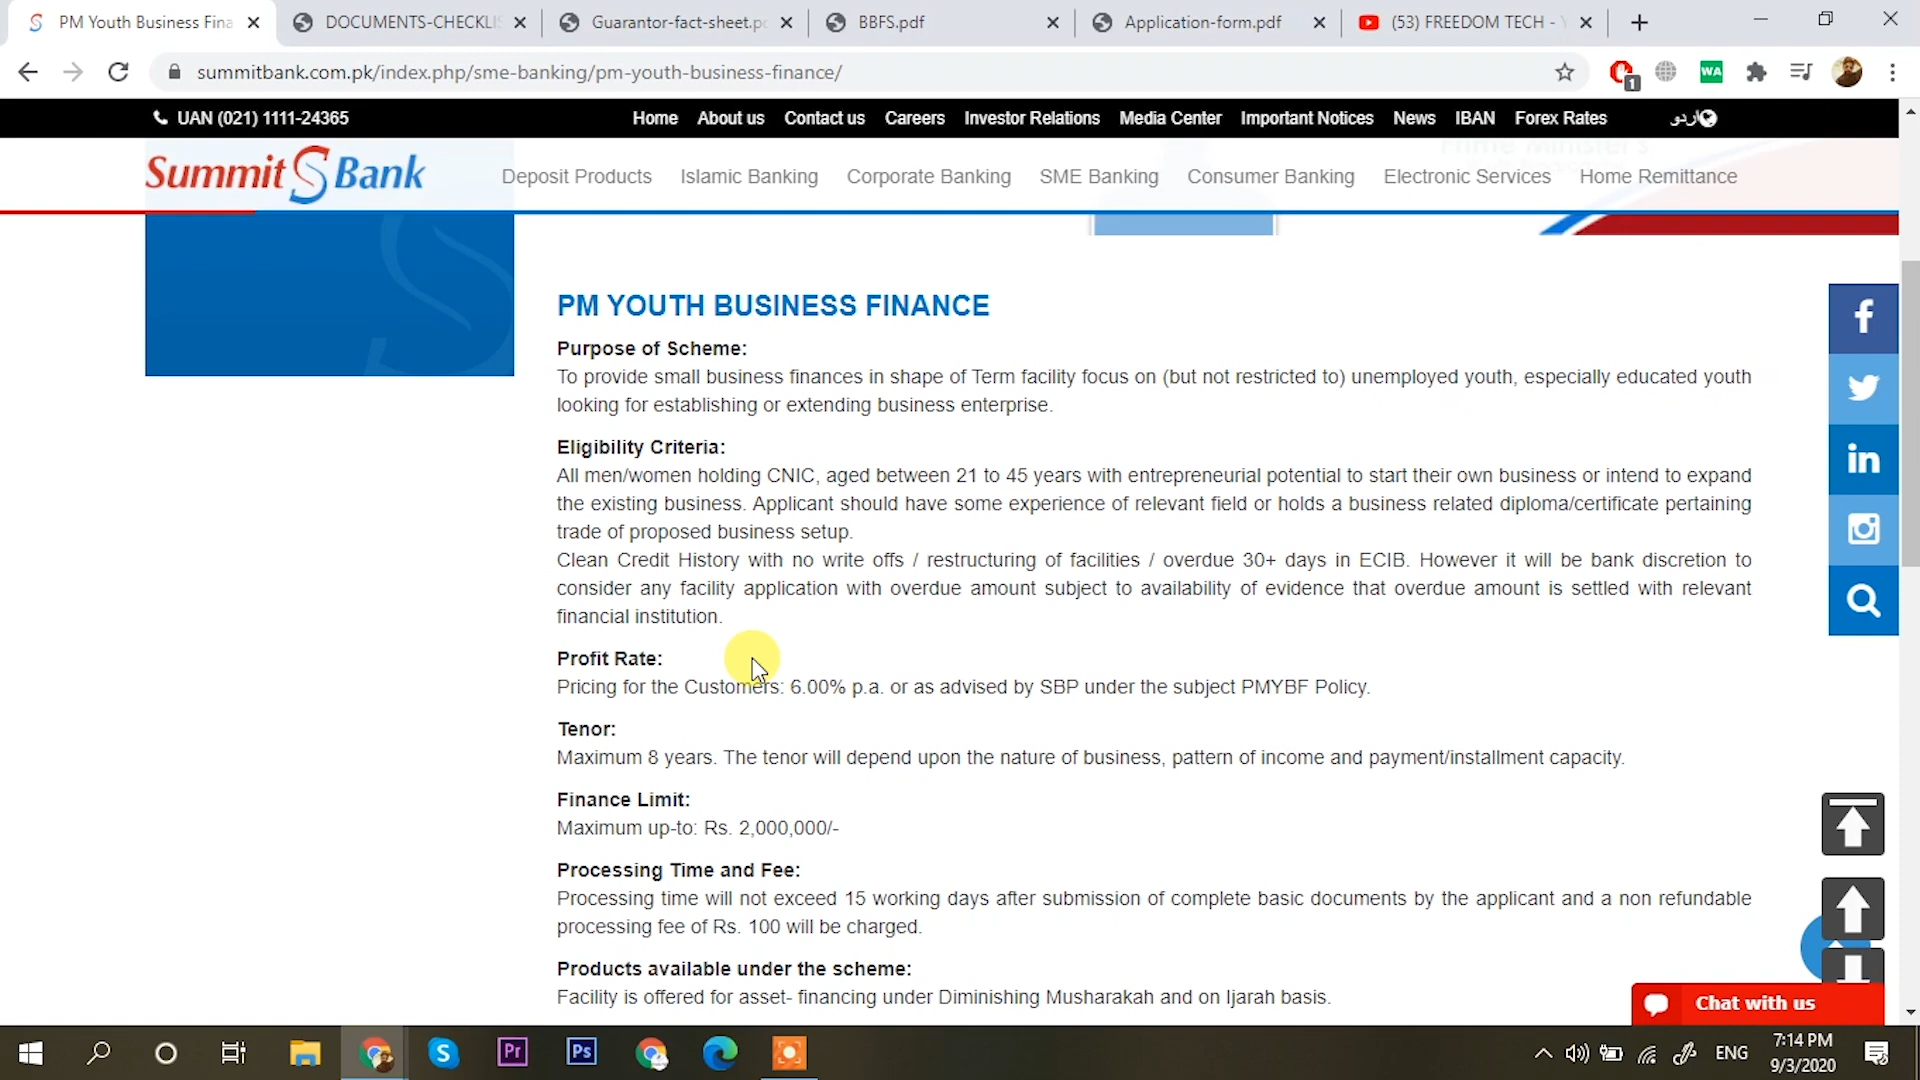 PM Youth Business Fina
DOCUMENTS-CHECKLIS
Guarantor-fact-sheet.p
BBFS.pdf
Application-form.pdf
(53) FREEDOM TECH -
summitbank.com.pk/index.php/sme-banking/pm-youth-business-finance/
1
WA
UAN (021) 1111-24365
Home About us Contact us Careers Investor Relations Media Center Important Notices News IBAN Forex Rates اردو
Summit S Bank
Deposit Products Islamic Banking Corporate Banking SME Banking Consumer Banking Electronic Services Home Remittance
PM YOUTH BUSINESS FINANCE
Purpose of Scheme:
To provide small business finances in shape of Term facility focus on (but not restricted to) unemployed youth, especially educated youth
looking for establishing or extending business enterprise.
Eligibility Criteria:
All men/women holding CNIC, aged between 21 to 45 years with entrepreneurial potential to start their own business or intend to expand
the existing business. Applicant should have some experience of relevant field or holds a business related diploma/certificate pertaining
trade of proposed business setup.
Clean Credit History with no write offs / restructuring of facilities / overdue 30+ days in ECIB. However it will be bank discretion to
consider any facility application with overdue amount subject to availability of evidence that overdue amount is settled with relevant
financial institution.
Profit Rate:
Pricing for the Customers: 6.00% p.a. or as advised by SBP under the subject PMYBF Policy.
Tenor:
Maximum 8 years. The tenor will depend upon the nature of business, pattern of income and payment/installment capacity.
Finance Limit:
Maximum up-to: Rs. 2,000,000/-
Processing Time and Fee:
Processing time will not exceed 15 working days after submission of complete basic documents by the applicant and a non refundable
processing fee of Rs. 100 will be charged.
Products available under the scheme:
Facility is offered for asset- financing under Diminishing Musharakah and on Ijarah basis.
Chat with us
Pr
Ps
ENG
7:14 PM
9/3/2020